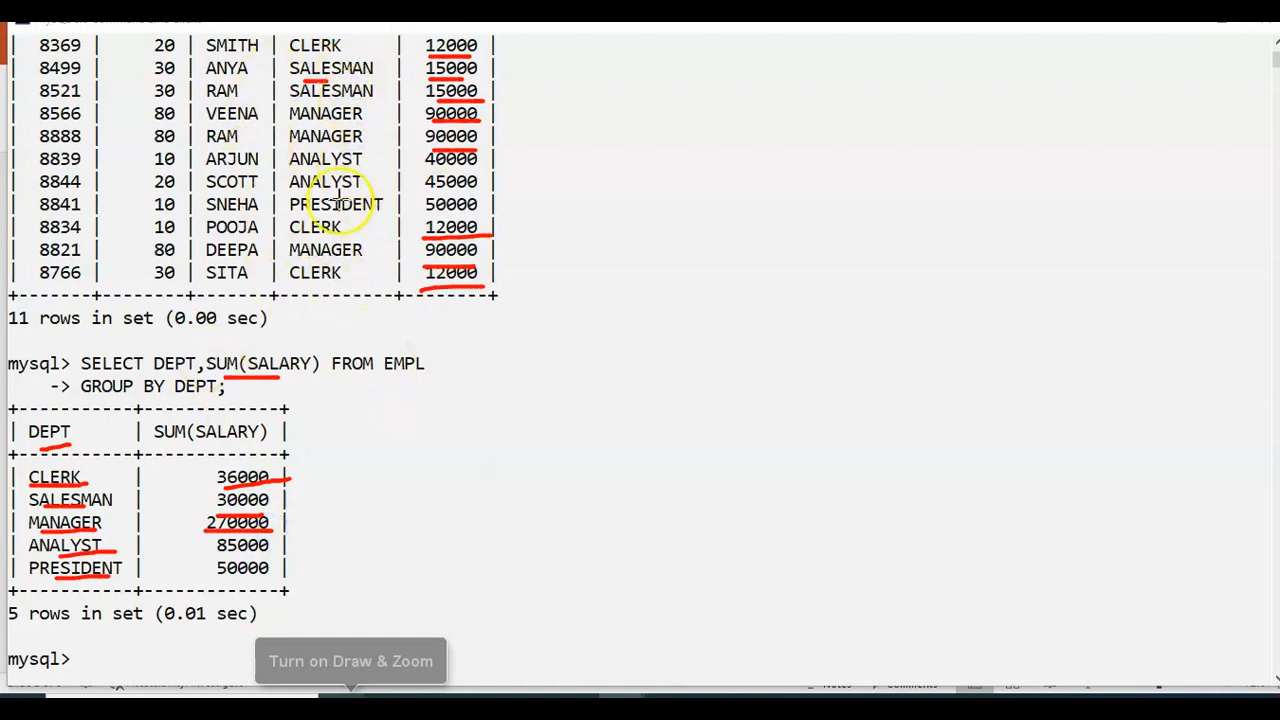 | 8369 | 20 | SMITH | CLERK | 12000 |
| 8499 | 30 | ANYA | SALESMAN | 15000 |
| 8521 | 30 | RAM | SALESMAN | 15000 |
| 8566 | 80 | VEENA | MANAGER | 90000 |
| 8888 | 80 | RAM | MANAGER | 90000 |
| 8839 | 10 | ARJUN | ANALYST | 40000 |
| 8844 | 20 | SCOTT | ANALYST | 45000 |
| 8841 | 10 | SNEHA | PRESIDENT | 50000 |
| 8834 | 10 | POOJA | CLERK | 12000 |
| 8821 | 80 | DEEPA | MANAGER | 90000 |
| 8766 | 30 | SITA | CLERK | 12000 |
+-------+--------+-------+-----------+--------+
11 rows in set (0.00 sec)
mysql> SELECT DEPT,SUM(SALARY) FROM EMPL
-> GROUP BY DEPT;
+-----------+-------------+
| DEPT | SUM(SALARY) |
+-----------+-------------+
| CLERK | 36000 |
| SALESMAN | 30000 |
| MANAGER | 270000 |
| ANALYST | 85000 |
| PRESIDENT | 50000 |
+-----------+-------------+
5 rows in set (0.01 sec)
mysql>
Turn on Draw & Zoom